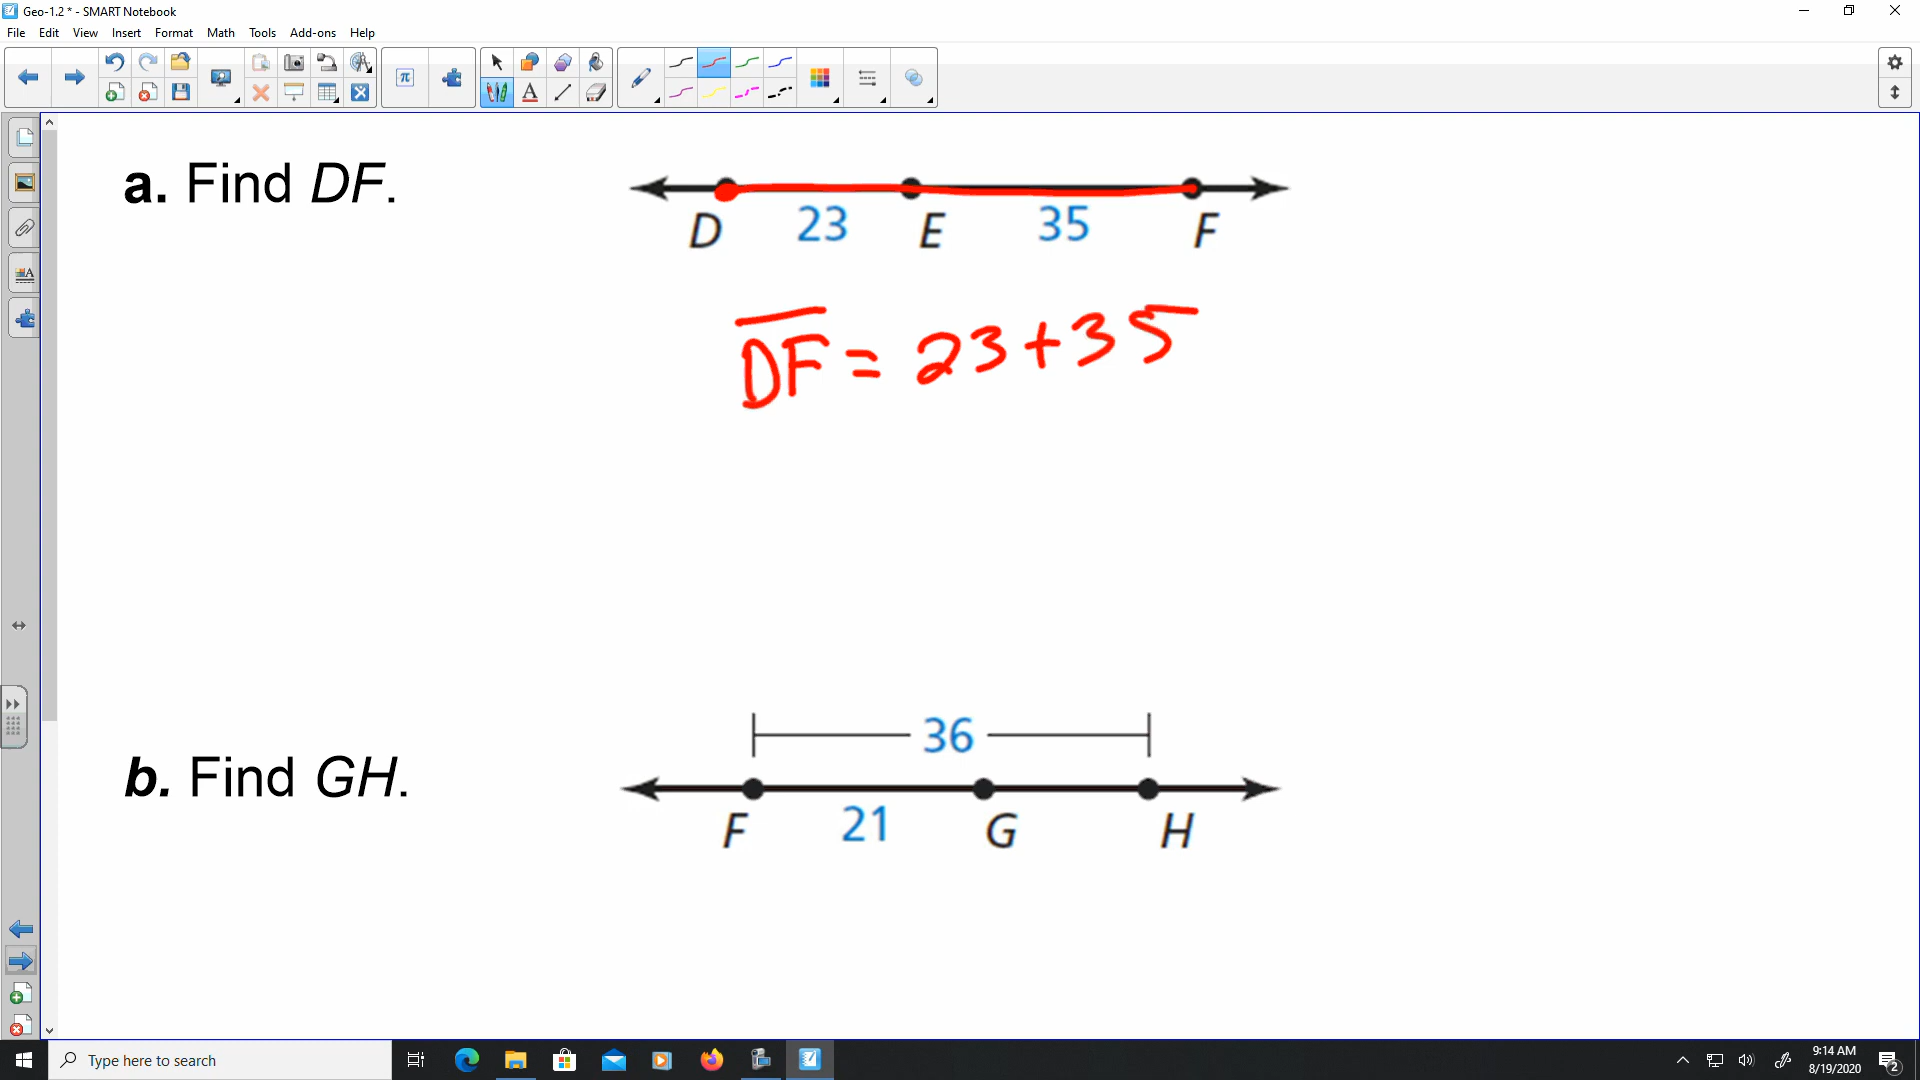 Geo-1.2 * - SMART Notebook
File Edit View Insert Format Math Tools Add-ons Help
π A
A
a. Find DF.
D 23 E 35 F
DF = 23+35
36
b. Find GH.
F 21 G H
Type here to search
9:14 AM
8/19/2020
2